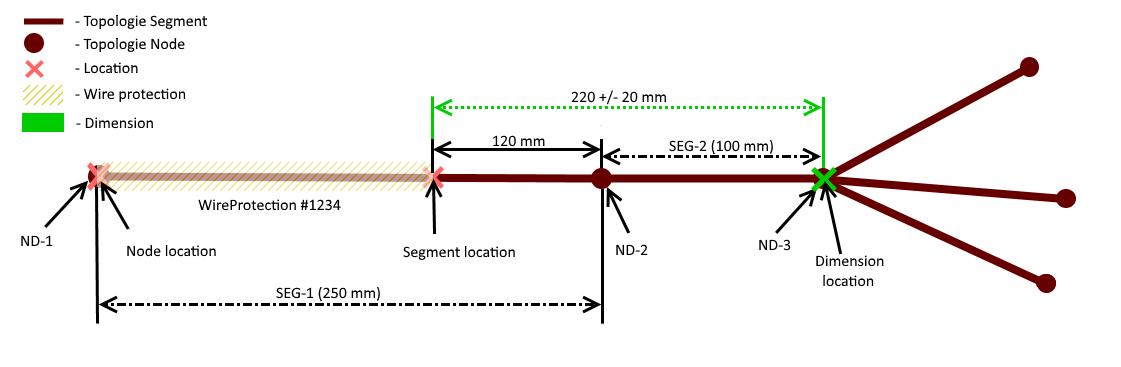 - Topologie Segment
- Topologie Node
- Location
- Wire protection
- Dimension
220 +/- 20 mm
120 mm
SEG-2 (100 mm)
WireProtection #1234
ND-1
Node location
Segment location
ND-2
ND-3
Dimension
location
SEG-1 (250 mm)